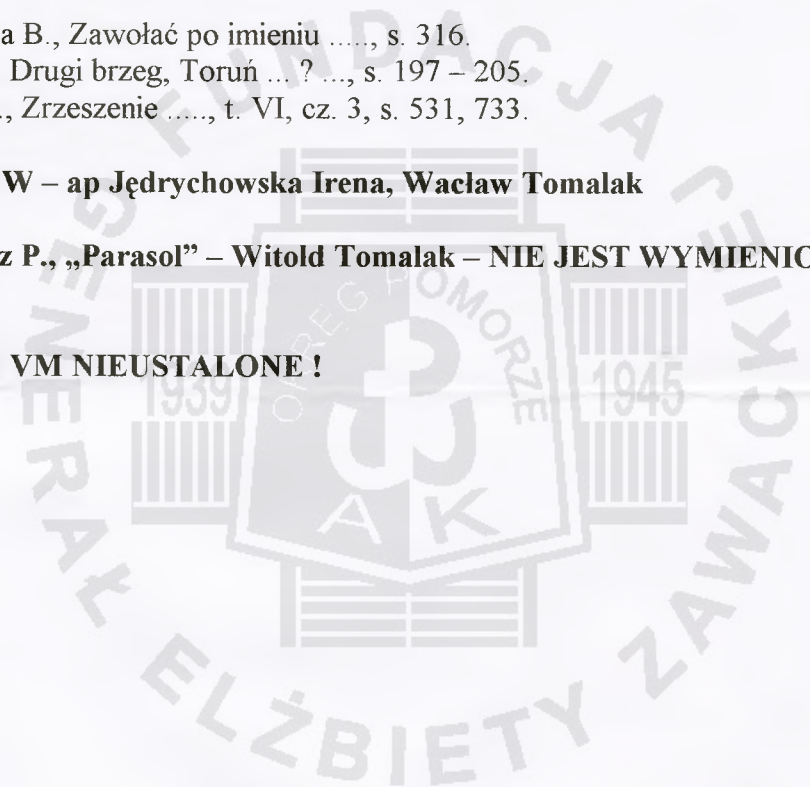 a B., Zawołać po imieniu ....., s. 316.
Drugi brzeg, Toruń ... ? ..., s. 197 – 205.
., Zrzeszenie ....., t. VI, cz. 3, s. 531, 733.
W – ap Jędrychowska Irena, Wacław Tomalak
z P., „Parasol” – Witold Tomalak – NIE JEST WYMIENIO
VM NIEUSTALONE !
FUNDACJA GENERAŁ ELŻBIETY ZAWACKIEJ
OKRĘG POMORZE
1939 1945
AK